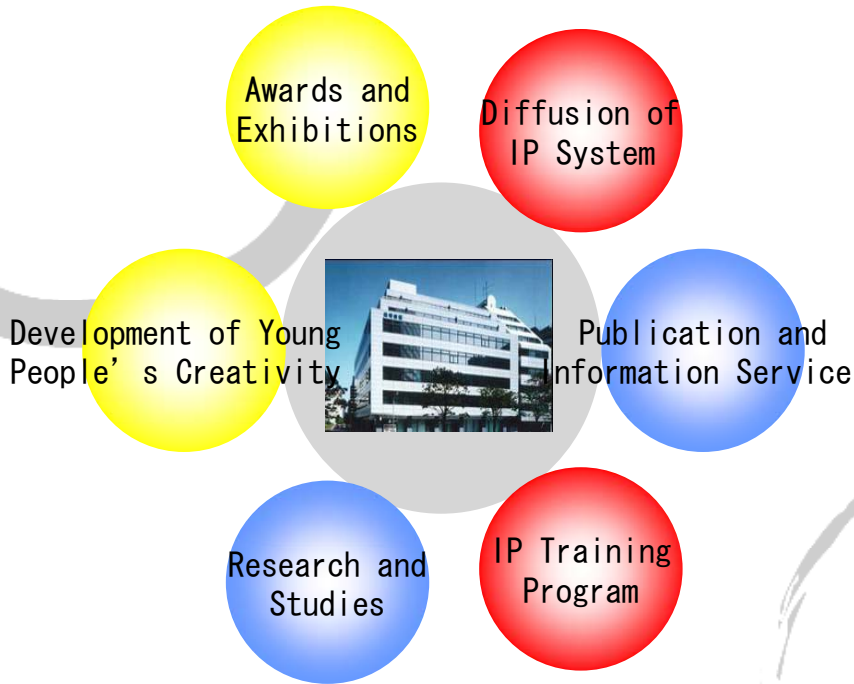 Awards and
Exhibitions
Diffusion of
IP System
Development of Young
People’s Creativity
Publication and
Information Service
Research and
Studies
IP Training
Program